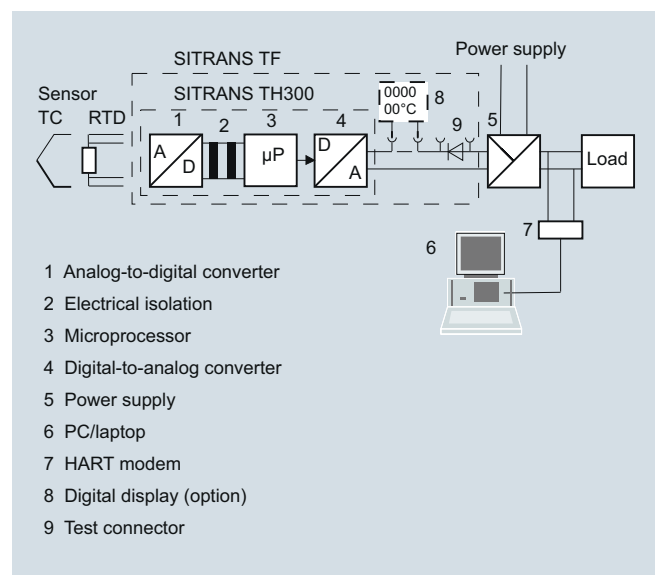 SITRANS TF
Power supply
SITRANS TH300
Sensor
TC RTD
1 2 3 4
0000
00°C
8
9
5
A
D
µP
D
A
Load
7
6
1 Analog-to-digital converter
2 Electrical isolation
3 Microprocessor
4 Digital-to-analog converter
5 Power supply
6 PC/laptop
7 HART modem
8 Digital display (option)
9 Test connector